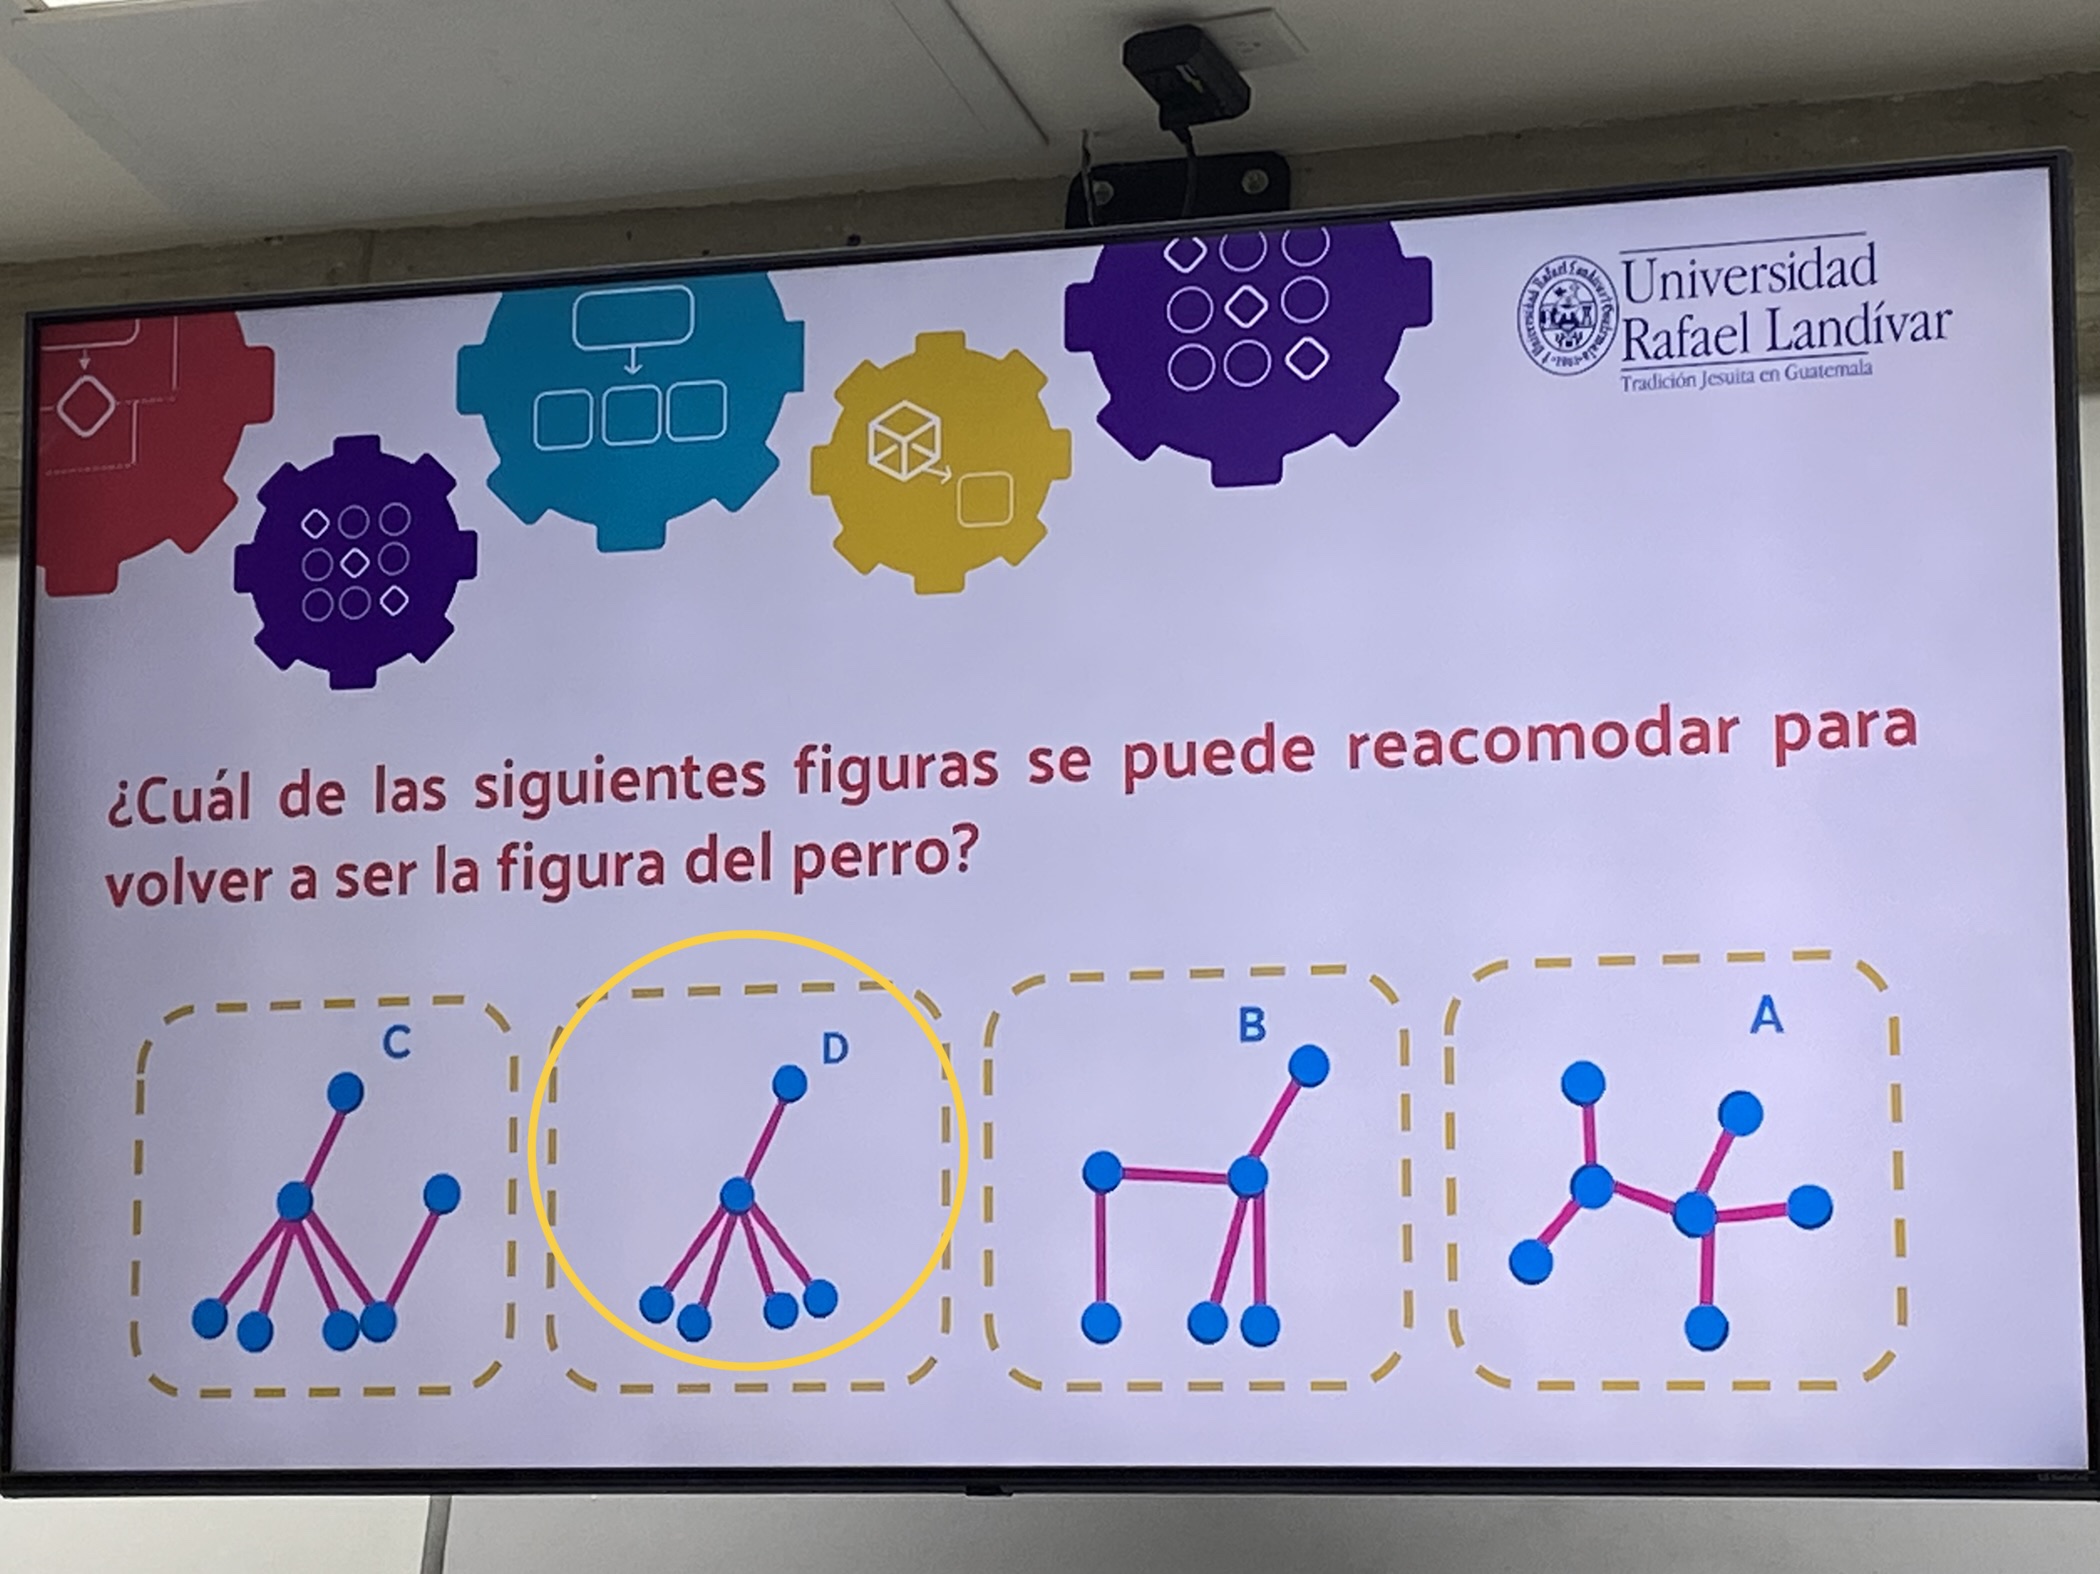 Universidad
Rafael Landívar
Tradición Jesuita en Guatemala
¿Cuál de las siguientes figuras se puede reacomodar para
volver a ser la figura del perro?
C
D
B
A